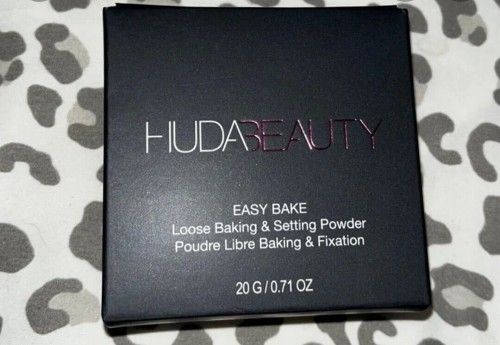 HUDABEAUTY
EASY BAKE
Loose Baking & Setting Powder
Poudre Libre Baking & Fixation
20 G / 0.71 OZ